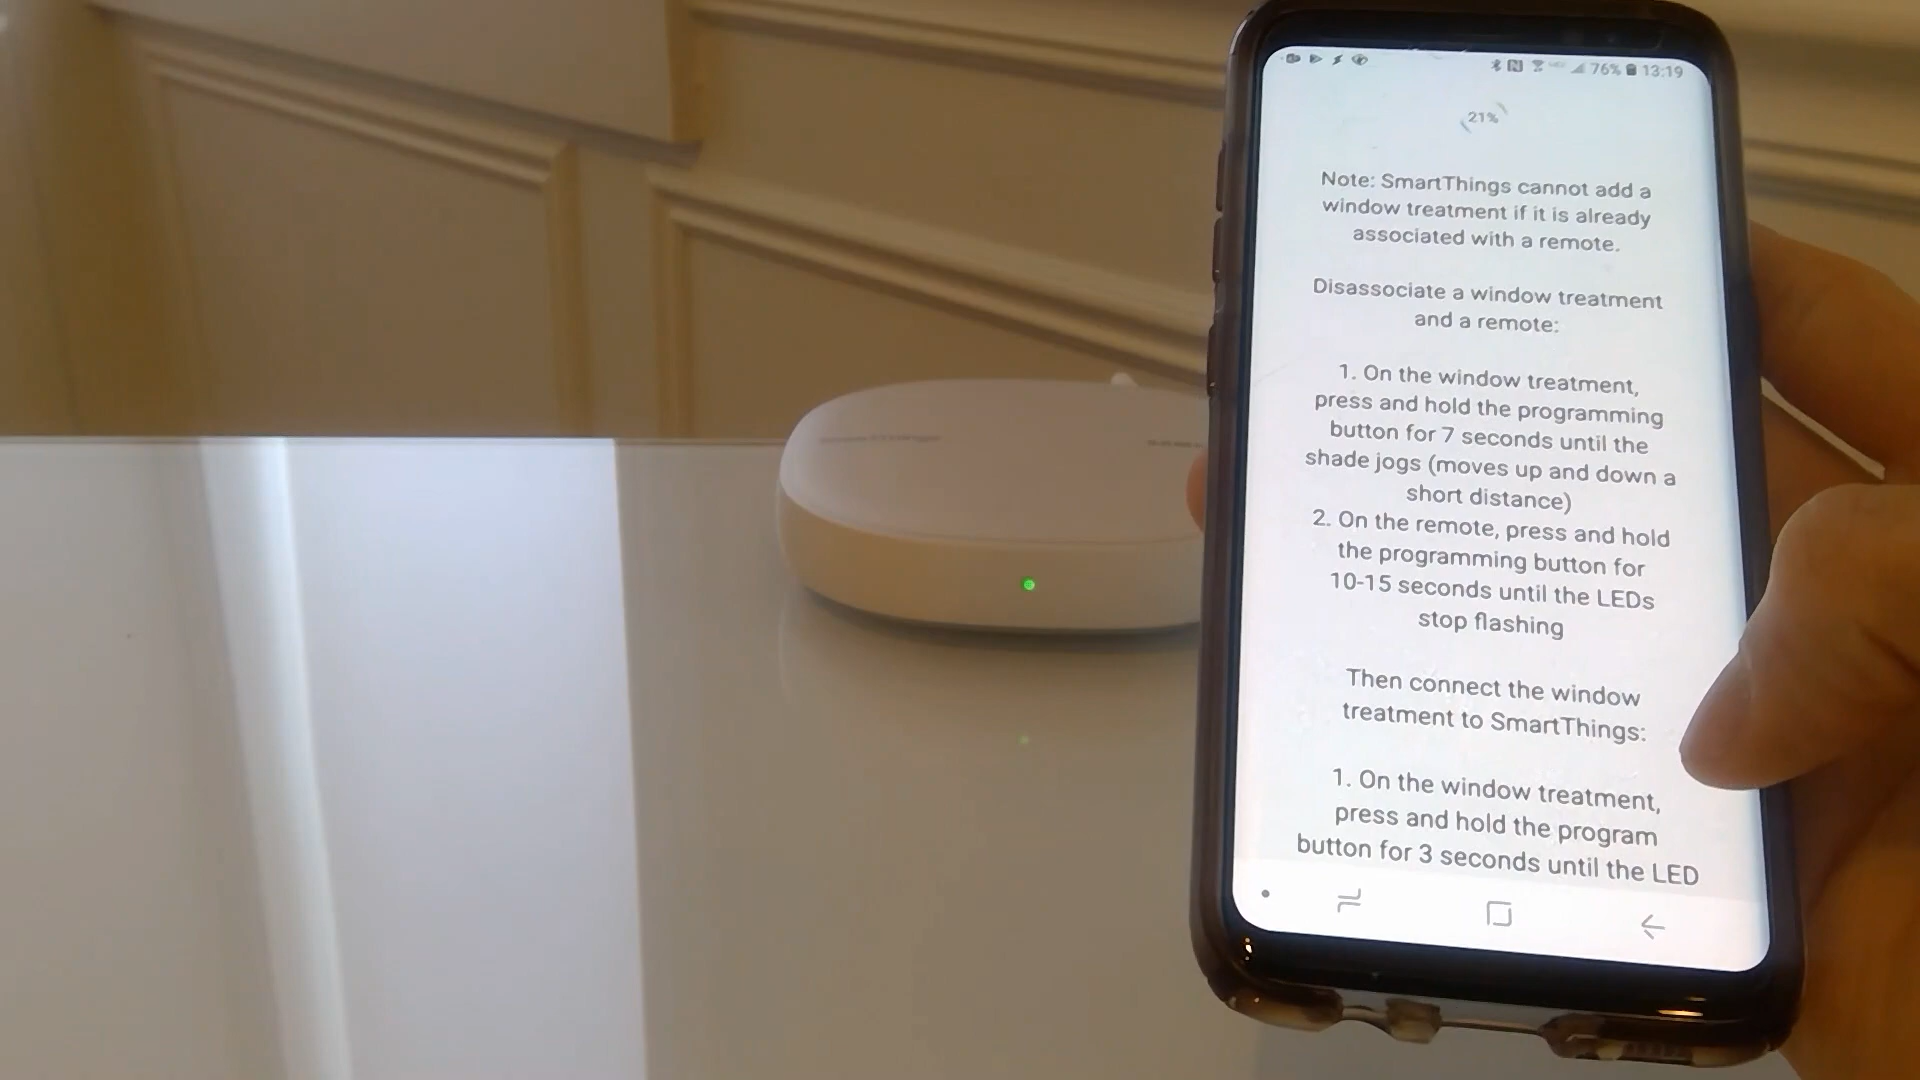 76% 13:19
21%
Note: SmartThings cannot add a
window treatment if it is already
associated with a remote.
Disassociate a window treatment
and a remote:
1. On the window treatment,
press and hold the programming
button for 7 seconds until the
shade jogs (moves up and down a
short distance)
2. On the remote, press and hold
the programming button for
10-15 seconds until the LEDs
stop flashing
Then connect the window
treatment to SmartThings:
1. On the window treatment,
press and hold the program
button for 3 seconds until the LED